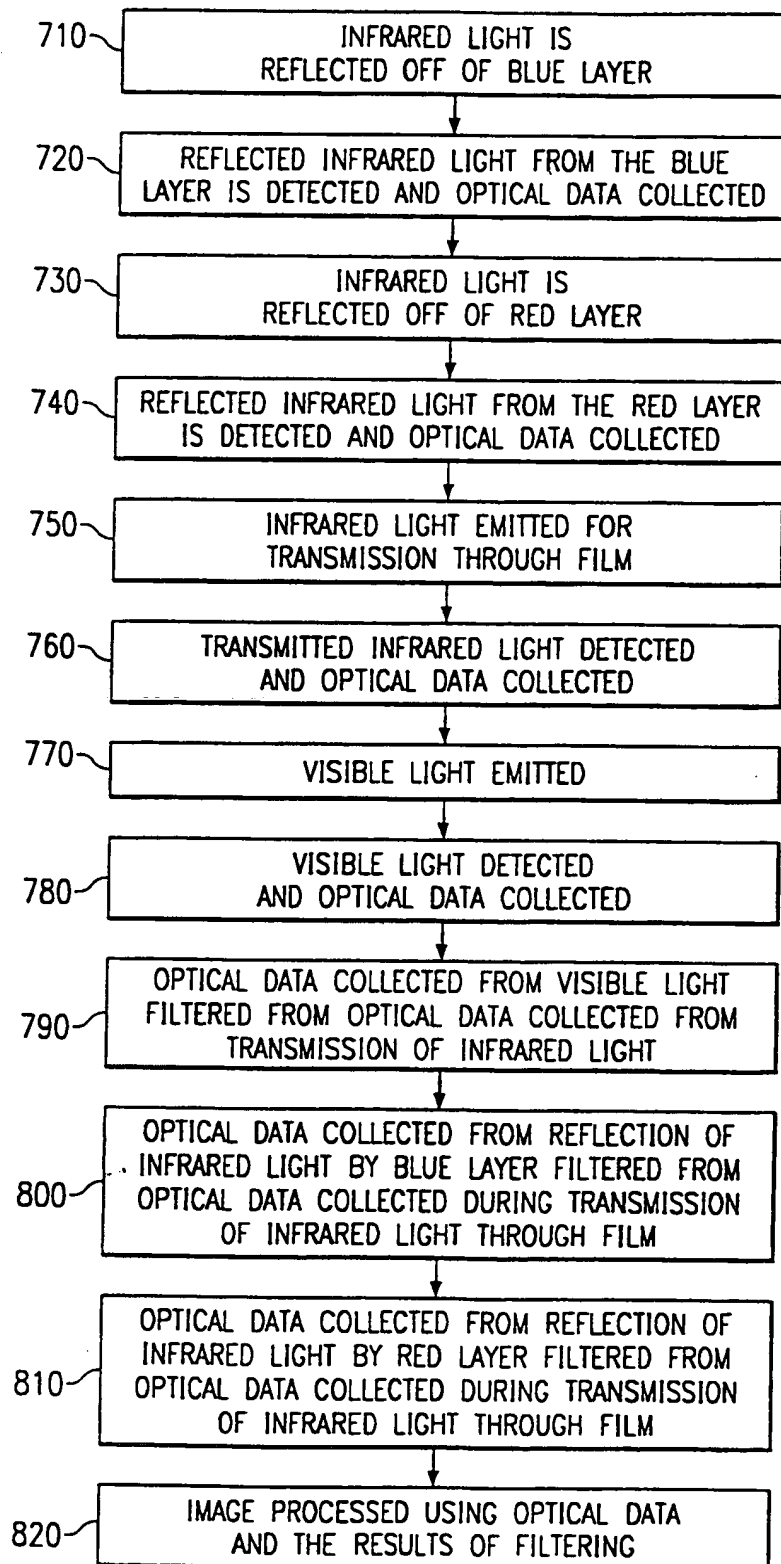 710
INFRARED LIGHT IS
REFLECTED OFF OF BLUE LAYER
720
REFLECTED INFRARED LIGHT FROM THE BLUE
LAYER IS DETECTED AND OPTICAL DATA COLLECTED
730
INFRARED LIGHT IS
REFLECTED OFF OF RED LAYER
740
REFLECTED INFRARED LIGHT FROM THE RED LAYER
IS DETECTED AND OPTICAL DATA COLLECTED
750
INFRARED LIGHT EMITTED FOR
TRANSMISSION THROUGH FILM
760
TRANSMITTED INFRARED LIGHT DETECTED
AND OPTICAL DATA COLLECTED
770
VISIBLE LIGHT EMITTED
780
VISIBLE LIGHT DETECTED
AND OPTICAL DATA COLLECTED
790
OPTICAL DATA COLLECTED FROM VISIBLE LIGHT
FILTERED FROM OPTICAL DATA COLLECTED FROM
TRANSMISSION OF INFRARED LIGHT
800
OPTICAL DATA COLLECTED FROM REFLECTION OF
INFRARED LIGHT BY BLUE LAYER FILTERED FROM
OPTICAL DATA COLLECTED DURING TRANSMISSION
OF INFRARED LIGHT THROUGH FILM
810
OPTICAL DATA COLLECTED FROM REFLECTION OF
INFRARED LIGHT BY RED LAYER FILTERED FROM
OPTICAL DATA COLLECTED DURING TRANSMISSION
OF INFRARED LIGHT THROUGH FILM
820
IMAGE PROCESSED USING OPTICAL DATA
AND THE RESULTS OF FILTERING